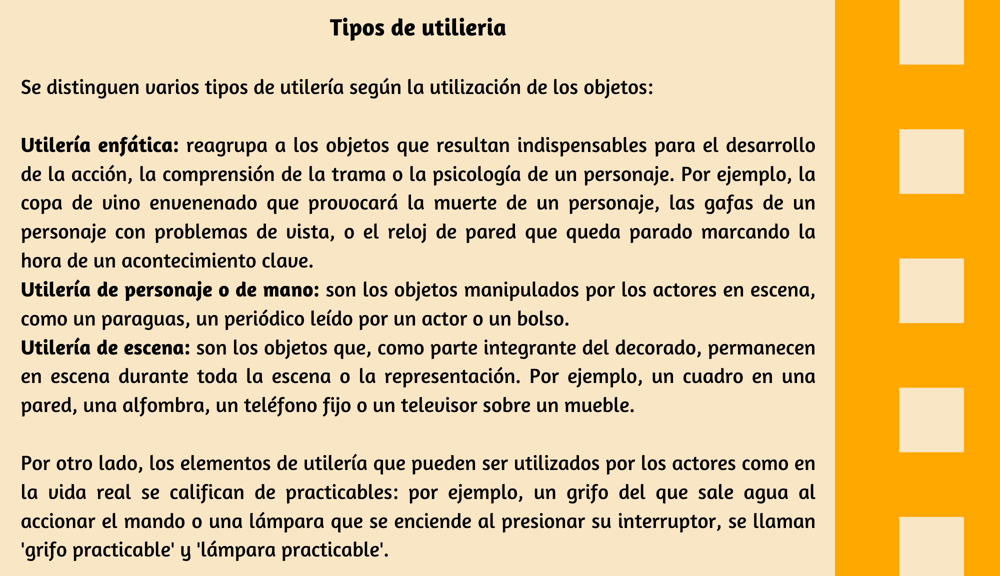 Tipos de utilieria
Se distinguen varios tipos de utilería según la utilización de los objetos:
Utilería enfática: reagrupa a los objetos que resultan indispensables para el desarrollo
de la acción, la comprensión de la trama o la psicología de un personaje. Por ejemplo, la
copa de vino envenenado que provocará la muerte de un personaje, las gafas de un
personaje con problemas de vista, o el reloj de pared que queda parado marcando la
hora de un acontecimiento clave.
Utilería de personaje o de mano: son los objetos manipulados por los actores en escena,
como un paraguas, un periódico leído por un actor o un bolso.
Utilería de escena: son los objetos que, como parte integrante del decorado, permanecen
en escena durante toda la escena o la representación. Por ejemplo, un cuadro en una
pared, una alfombra, un teléfono fijo o un televisor sobre un mueble.
Por otro lado, los elementos de utilería que pueden ser utilizados por los actores como en
la vida real se califican de practicables: por ejemplo, un grifo del que sale agua al
accionar el mando o una lámpara que se enciende al presionar su interruptor, se llaman
'grifo practicable' y 'lámpara practicable'.